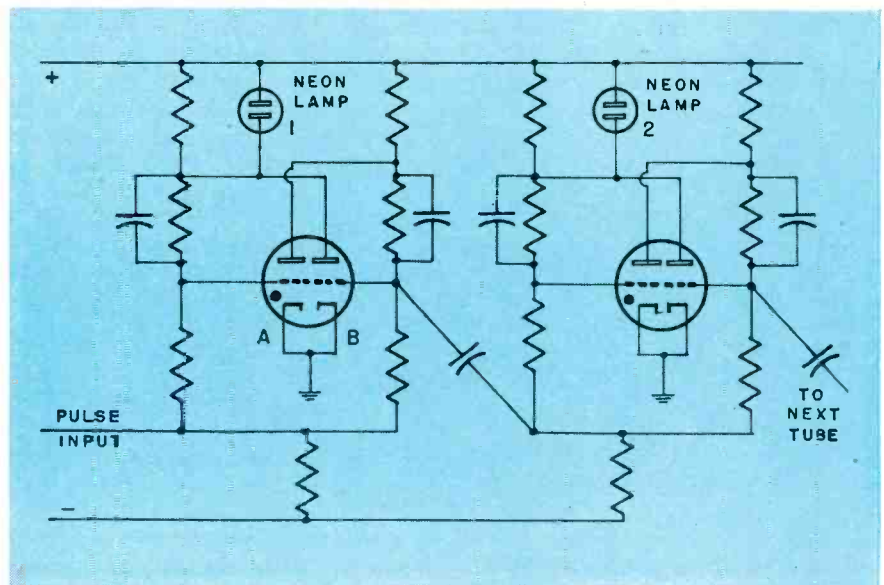 +
NEON
LAMP
1
NEON
LAMP
2
A B
PULSE
INPUT
TO
NEXT
TUBE
−